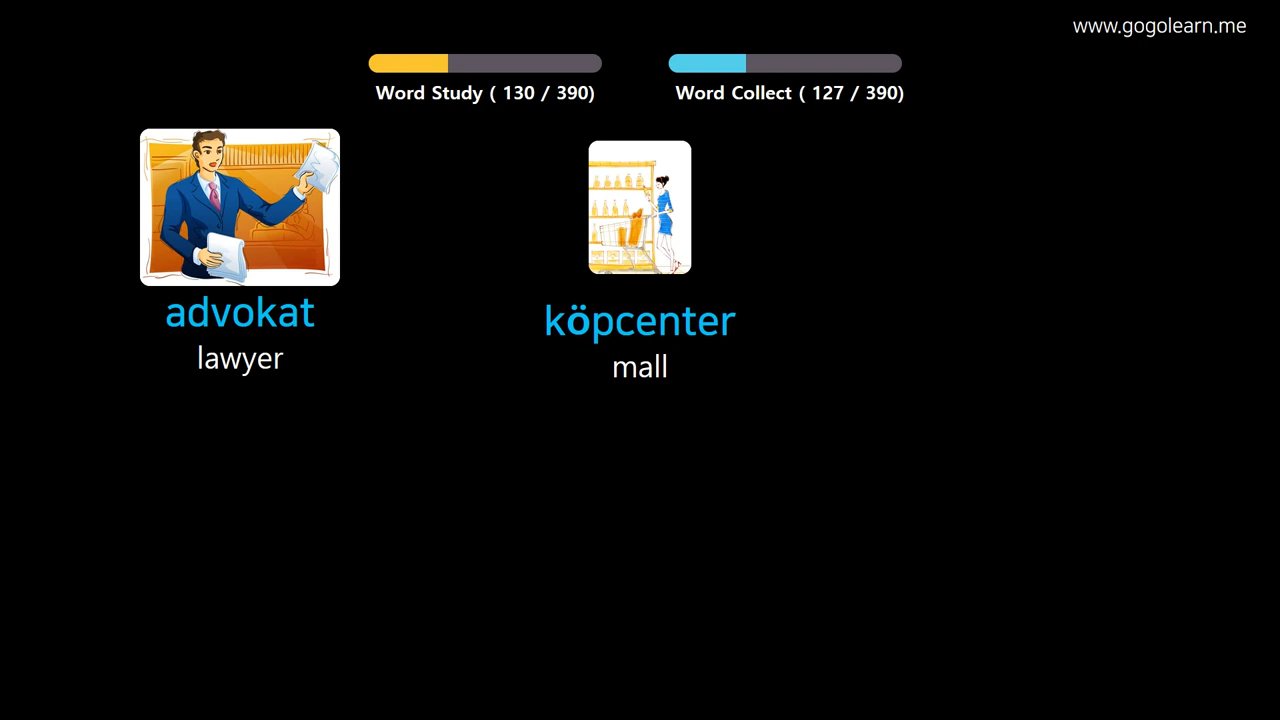 www.gogolearn.me
Word Study ( 130 / 390)
Word Collect ( 127 / 390)
advokat
lawyer
köpcenter
mall